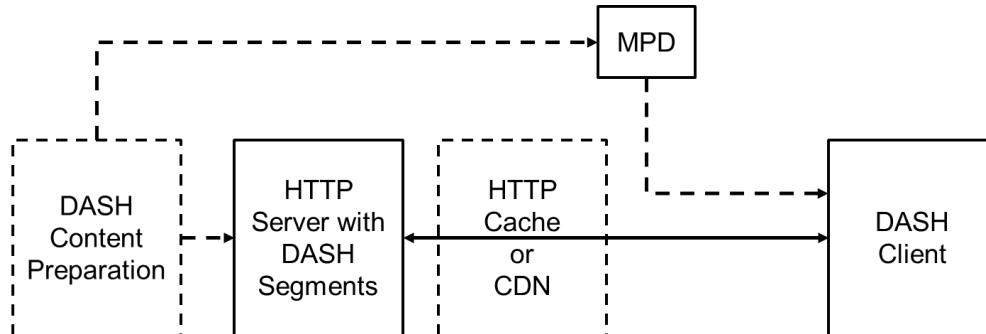 MPD
DASH
Content
Preparation
HTTP
Server with
DASH
Segments
HTTP
Cache
or
CDN
DASH
Client